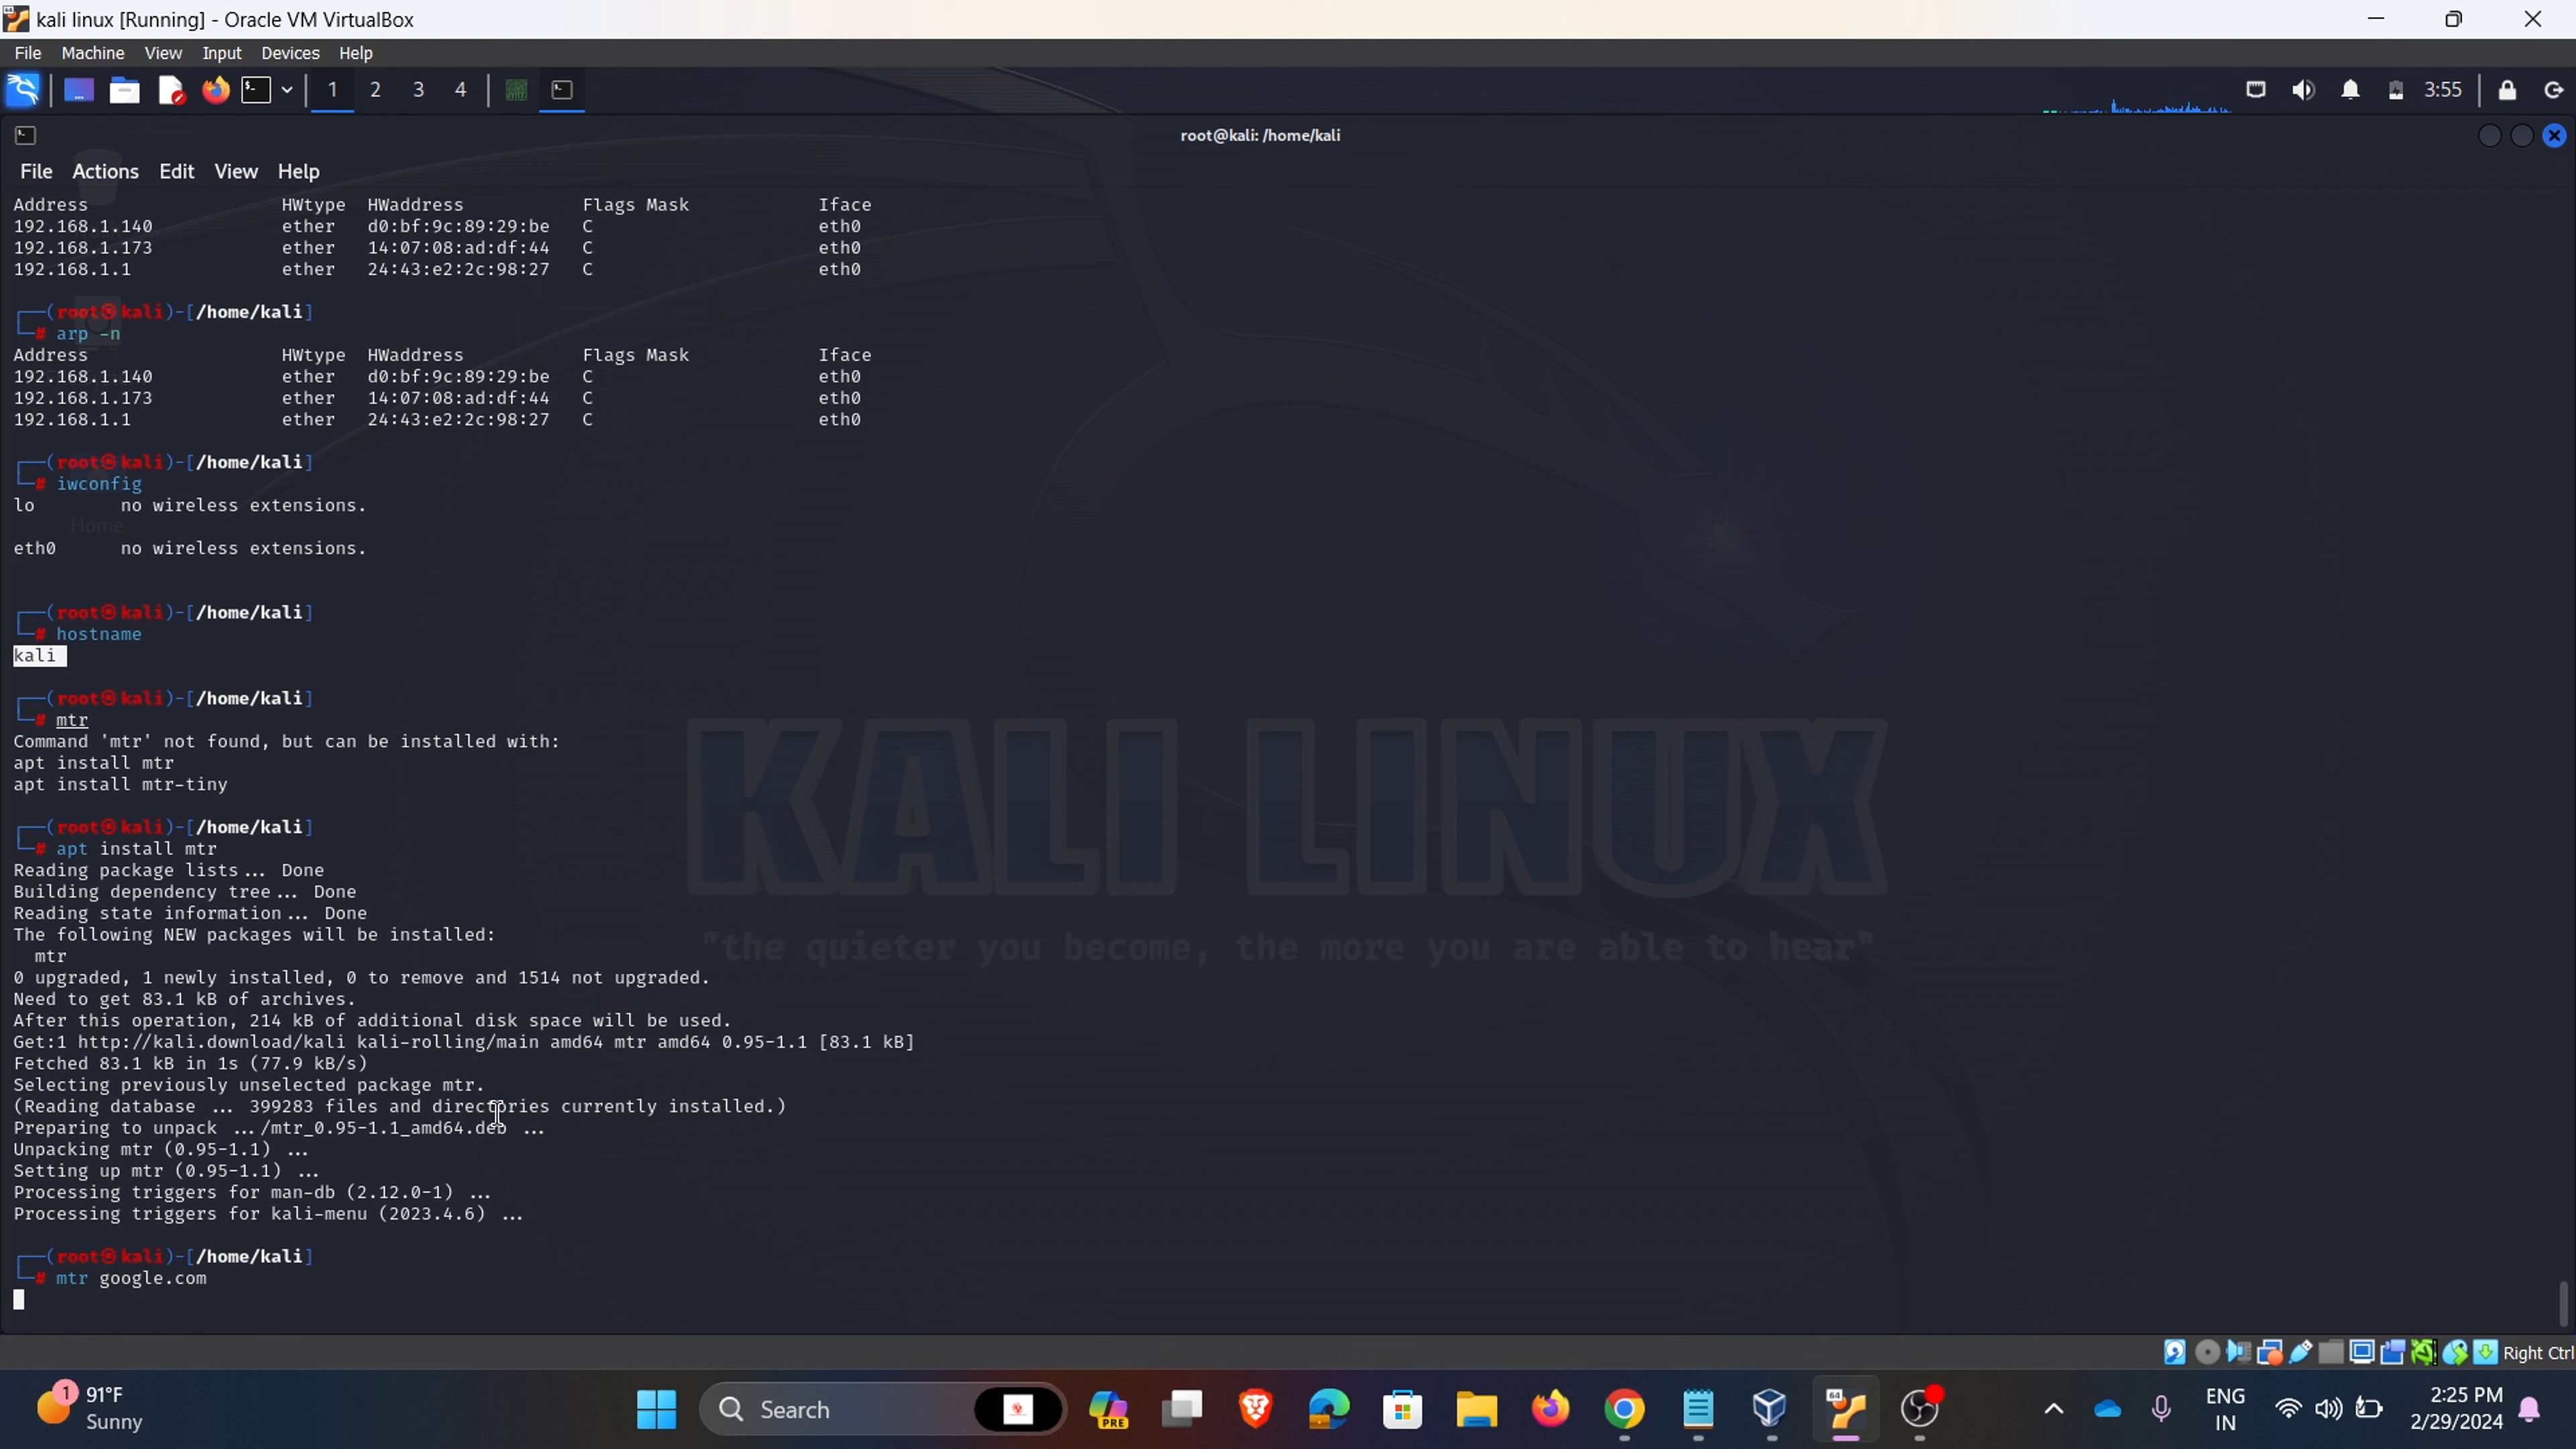 kali linux [Running] - Oracle VM VirtualBox
File Machine View Input Devices Help
1 2 3 4 3:55
root@kali: /home/kali
File Actions Edit View Help
Address HWtype HWaddress Flags Mask Iface
192.168.1.140 ether d0:bf:9c:89:29:be C eth0
192.168.1.173 ether 14:07:08:ad:df:44 C eth0
192.168.1.1 ether 24:43:e2:2c:98:27 C eth0
┌──(root㉿kali)-[/home/kali]
└─# arp -n
Address HWtype HWaddress Flags Mask Iface
192.168.1.140 ether d0:bf:9c:89:29:be C eth0
192.168.1.173 ether 14:07:08:ad:df:44 C eth0
192.168.1.1 ether 24:43:e2:2c:98:27 C eth0
┌──(root㉿kali)-[/home/kali]
└─# iwconfig
lo no wireless extensions.
Home
eth0 no wireless extensions.
┌──(root㉿kali)-[/home/kali]
└─# hostname
kali
┌──(root㉿kali)-[/home/kali]
└─# mtr
Command 'mtr' not found, but can be installed with:
apt install mtr
apt install mtr-tiny
┌──(root㉿kali)-[/home/kali]
└─# apt install mtr
Reading package lists... Done
Building dependency tree... Done
Reading state information... Done
The following NEW packages will be installed:
mtr
0 upgraded, 1 newly installed, 0 to remove and 1514 not upgraded.
Need to get 83.1 kB of archives.
After this operation, 214 kB of additional disk space will be used.
Get:1 http://kali.download/kali kali-rolling/main amd64 mtr amd64 0.95-1.1 [83.1 kB]
Fetched 83.1 kB in 1s (77.9 kB/s)
Selecting previously unselected package mtr.
(Reading database ... 399283 files and directories currently installed.)
Preparing to unpack .../mtr_0.95-1.1_amd64.deb ...
Unpacking mtr (0.95-1.1) ...
Setting up mtr (0.95-1.1) ...
Processing triggers for man-db (2.12.0-1) ...
Processing triggers for kali-menu (2023.4.6) ...
┌──(root㉿kali)-[/home/kali]
└─# mtr google.com
KALI LINUX
"the quieter you become, the more you are able to hear"
Right Ctrl
1 91°F
Sunny
Search
PRE
64
ENG
IN
2:25 PM
2/29/2024